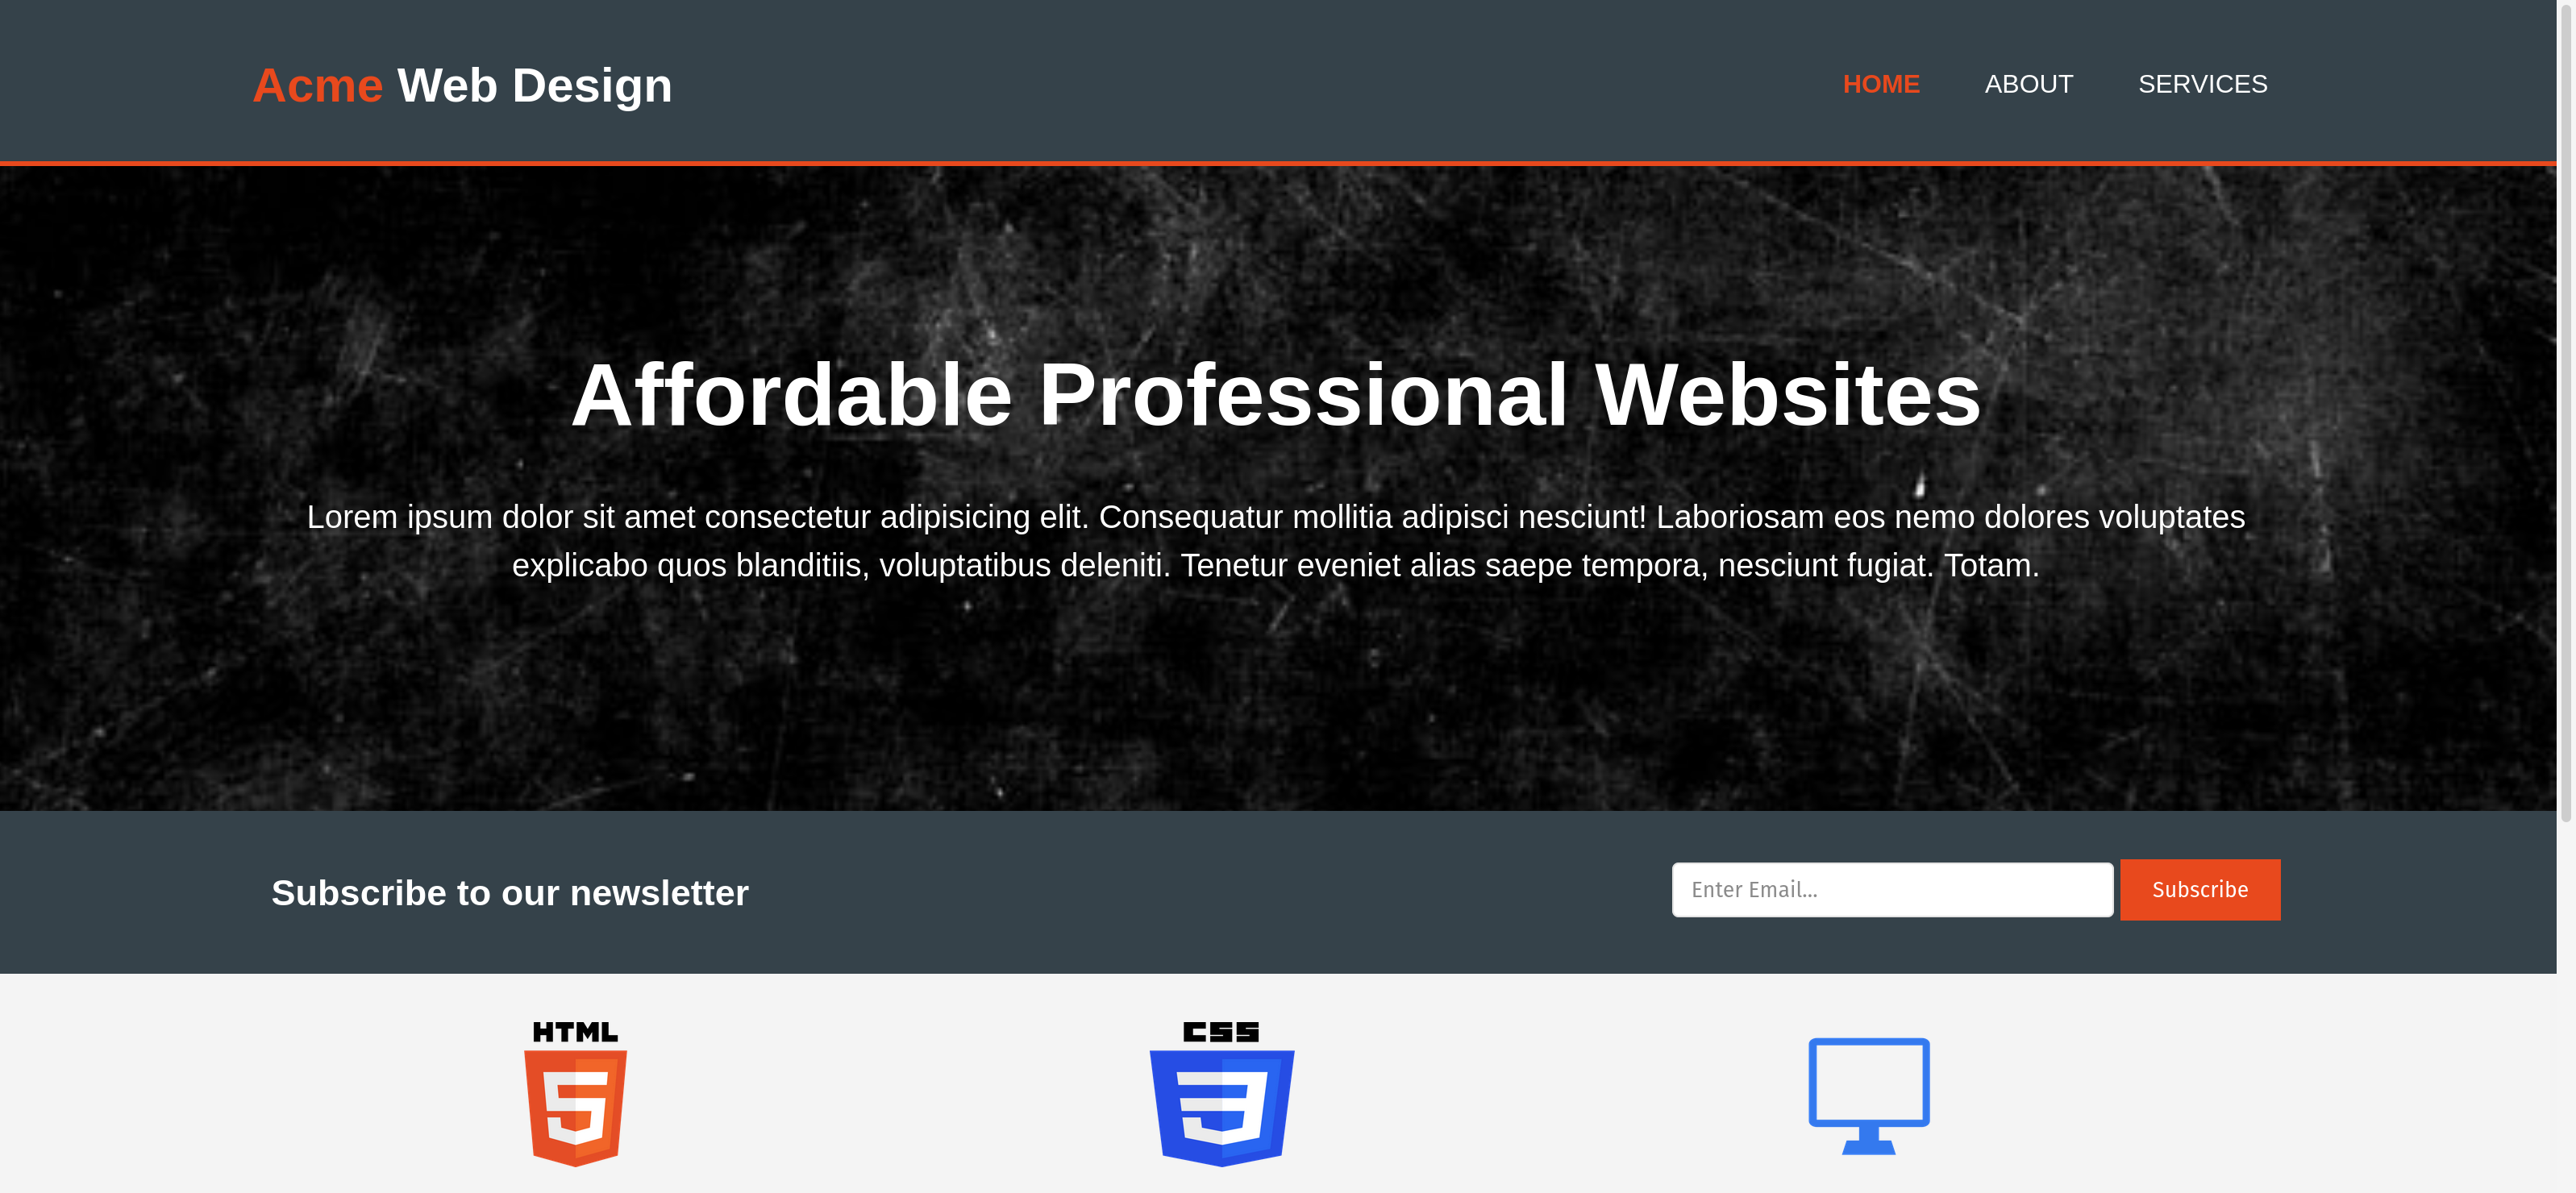 Acme Web Design
HOME ABOUT SERVICES
Affordable Professional Websites
Lorem ipsum dolor sit amet consectetur adipisicing elit. Consequatur mollitia adipisci nesciunt! Laboriosam eos nemo dolores voluptates
explicabo quos blanditiis, voluptatibus deleniti. Tenetur eveniet alias saepe tempora, nesciunt fugiat. Totam.
Subscribe to our newsletter
Enter Email... Subscribe
HTML CSS
5 3